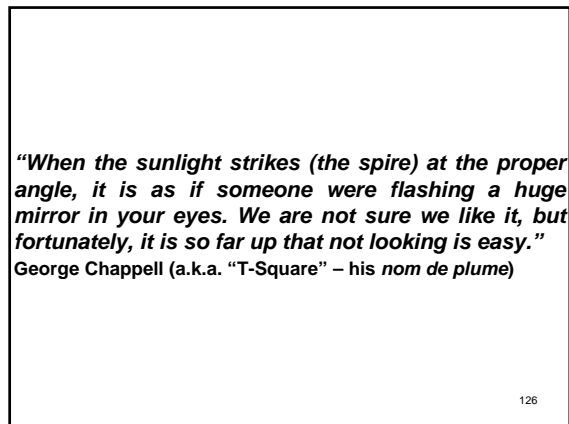 “When the sunlight strikes (the spire) at the proper
angle, it is as if someone were flashing a huge
mirror in your eyes. We are not sure we like it, but
fortunately, it is so far up that not looking is easy.”
George Chappell (a.k.a. “T-Square” – his nom de plume)
126